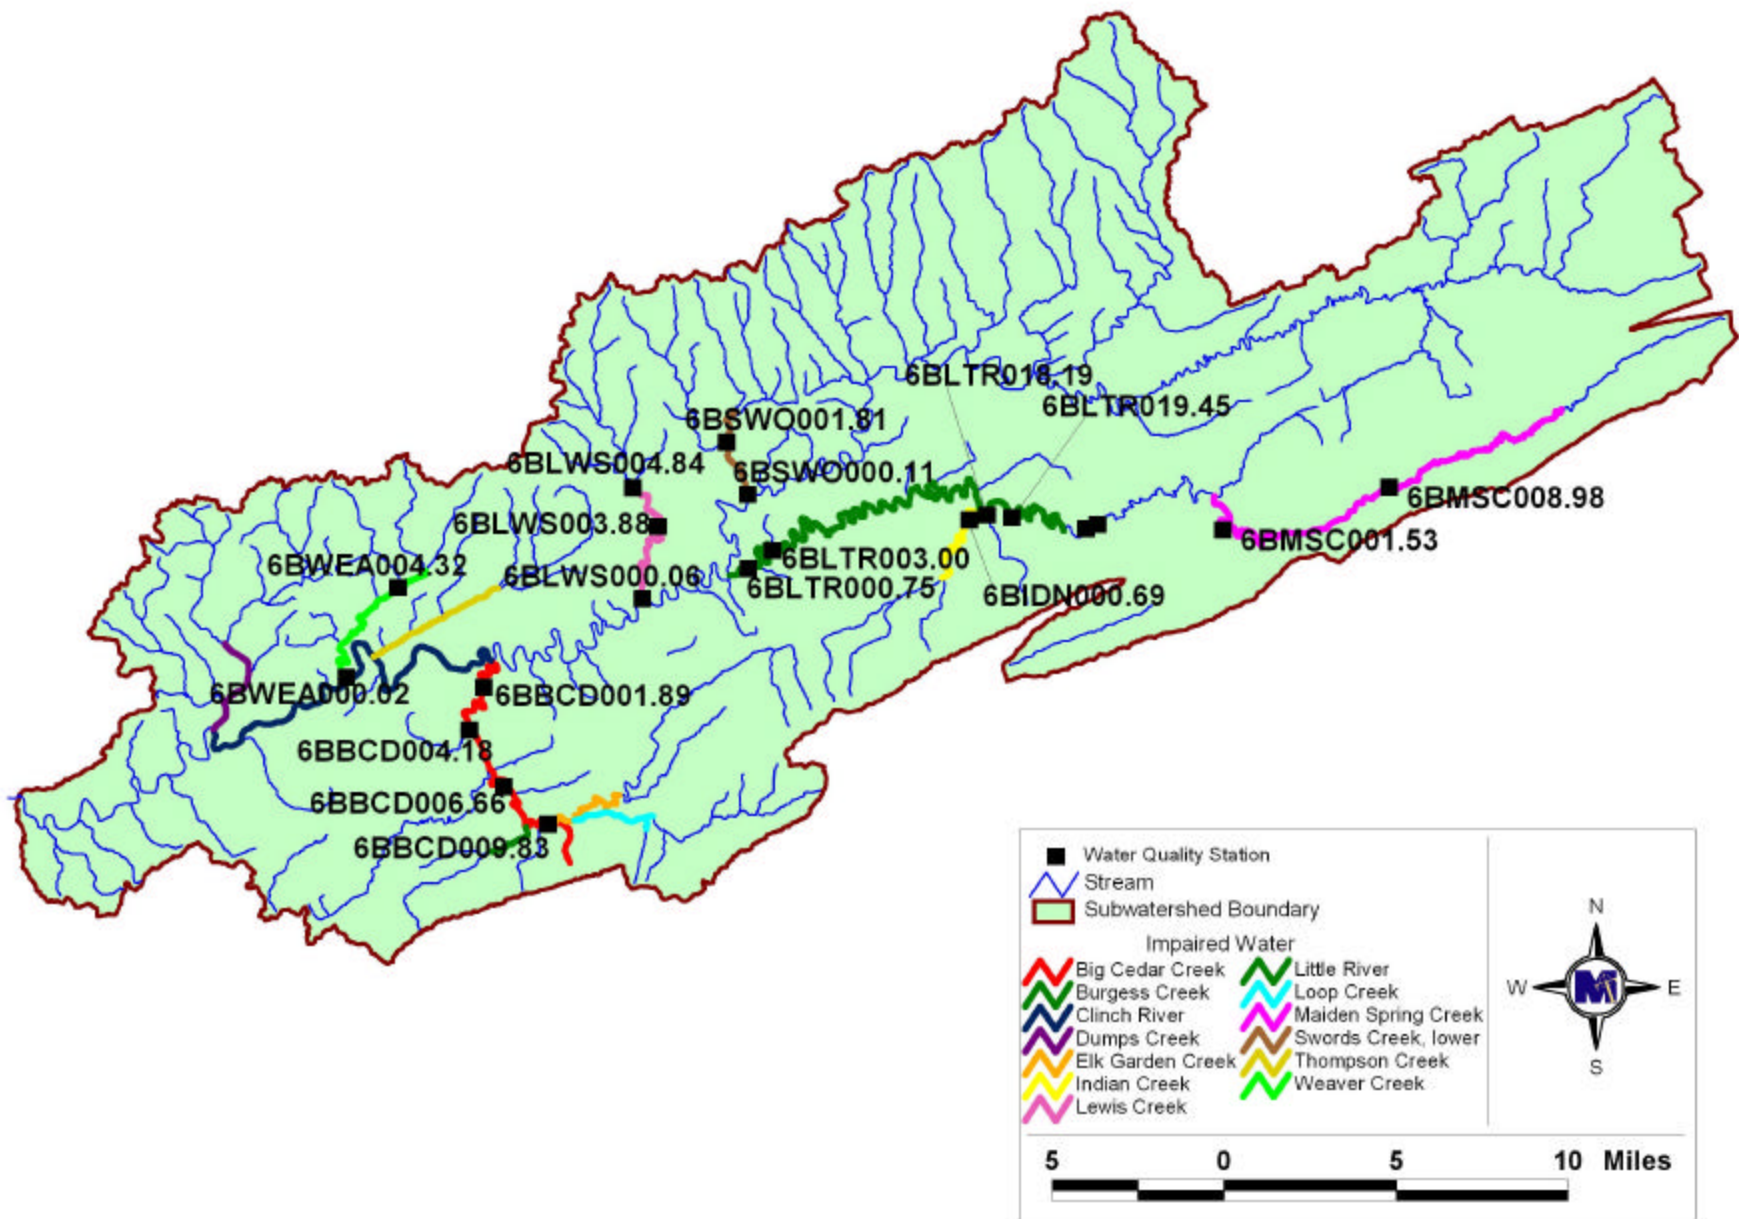 6BLTR018.19
6BLTR019.45
6BSWO001.81
6BLWS004.84
6BSWO000.11
6BMSC008.98
6BLWS003.88
6BMSC001.53
6BLTR003.00
6BWEA004.32
6BLWS000.06
6BLTR000.75
6BIDN000.69
6BWEA000.02
6BBCD001.89
6BBCD004.18
6BBCD006.66
6BBCD009.83
Water Quality Station
Stream
Subwatershed Boundary
Impaired Water
Big Cedar Creek
Burgess Creek
Clinch River
Dumps Creek
Elk Garden Creek
Indian Creek
Lewis Creek
Little River
Loop Creek
Maiden Spring Creek
Swords Creek, lower
Thompson Creek
Weaver Creek
N
W
M
E
S
5 0 5 10 Miles